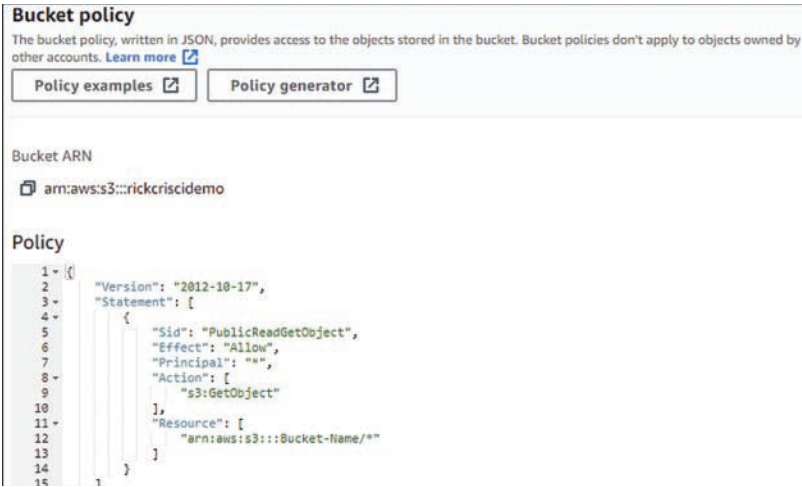 Bucket policy
The bucket policy, written in JSON, provides access to the objects stored in the bucket. Bucket policies don't apply to objects owned by
other accounts. Learn more
Policy examples Policy generator
Bucket ARN
arn:aws:s3:::rickcriscidemo
Policy
1 {
2 "Version": "2012-10-17",
3 "Statement": [
4 {
5 "Sid": "PublicReadGetObject",
6 "Effect": "Allow",
7 "Principal": "*",
8 "Action": [
9 "s3:GetObject"
10 ],
11 "Resource": [
12 "arn:aws:s3:::Bucket-Name/*"
13 ]
14 }
15 ]